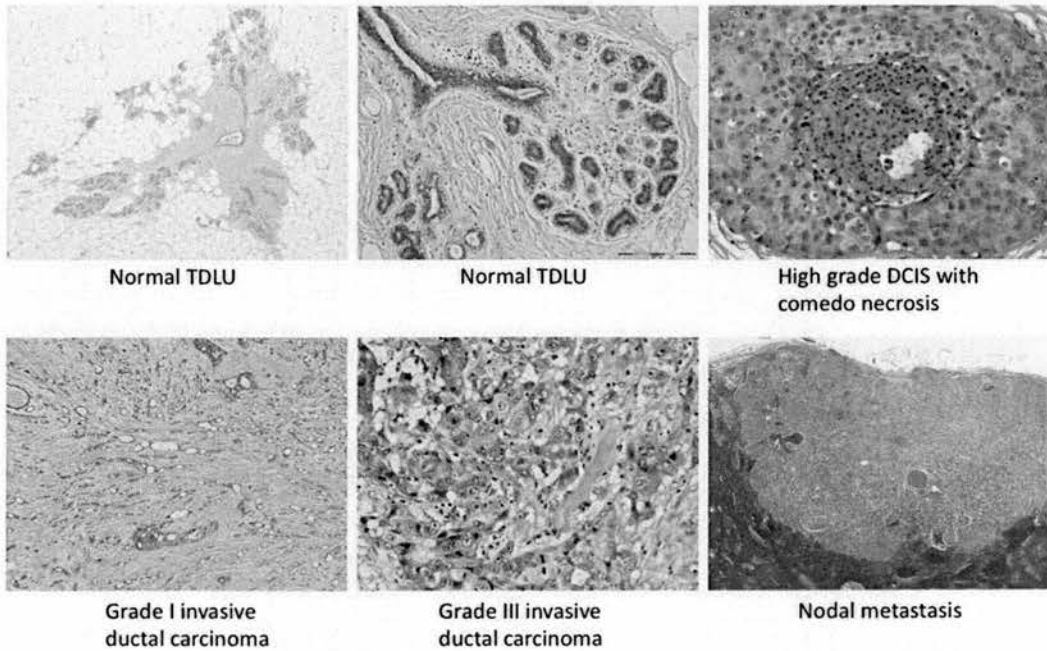 Normal TDLU
Normal TDLU
High grade DCIS with
comedo necrosis
Grade I invasive
ductal carcinoma
Grade III invasive
ductal carcinoma
Nodal metastasis